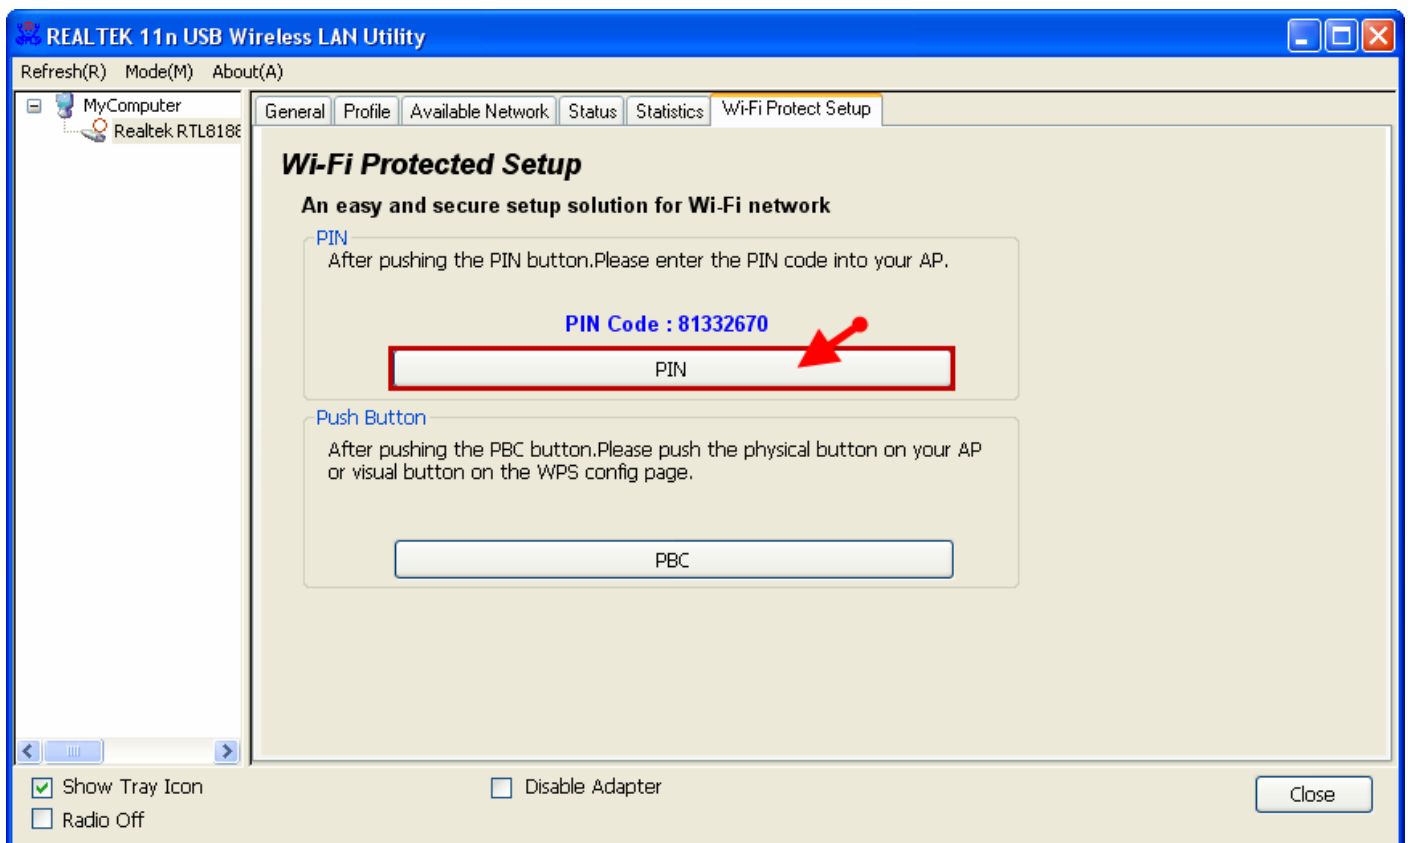 REALTEK 11n USB Wireless LAN Utility
Refresh(R) Mode(M) About(A)
MyComputer
Realtek RTL8188
General Profile Available Network Status Statistics Wi-Fi Protect Setup
Wi-Fi Protected Setup
An easy and secure setup solution for Wi-Fi network
PIN
After pushing the PIN button.Please enter the PIN code into your AP.
PIN Code : 81332670
PIN
Push Button
After pushing the PBC button.Please push the physical button on your AP
or visual button on the WPS config page.
PBC
Show Tray Icon
Radio Off
Disable Adapter
Close